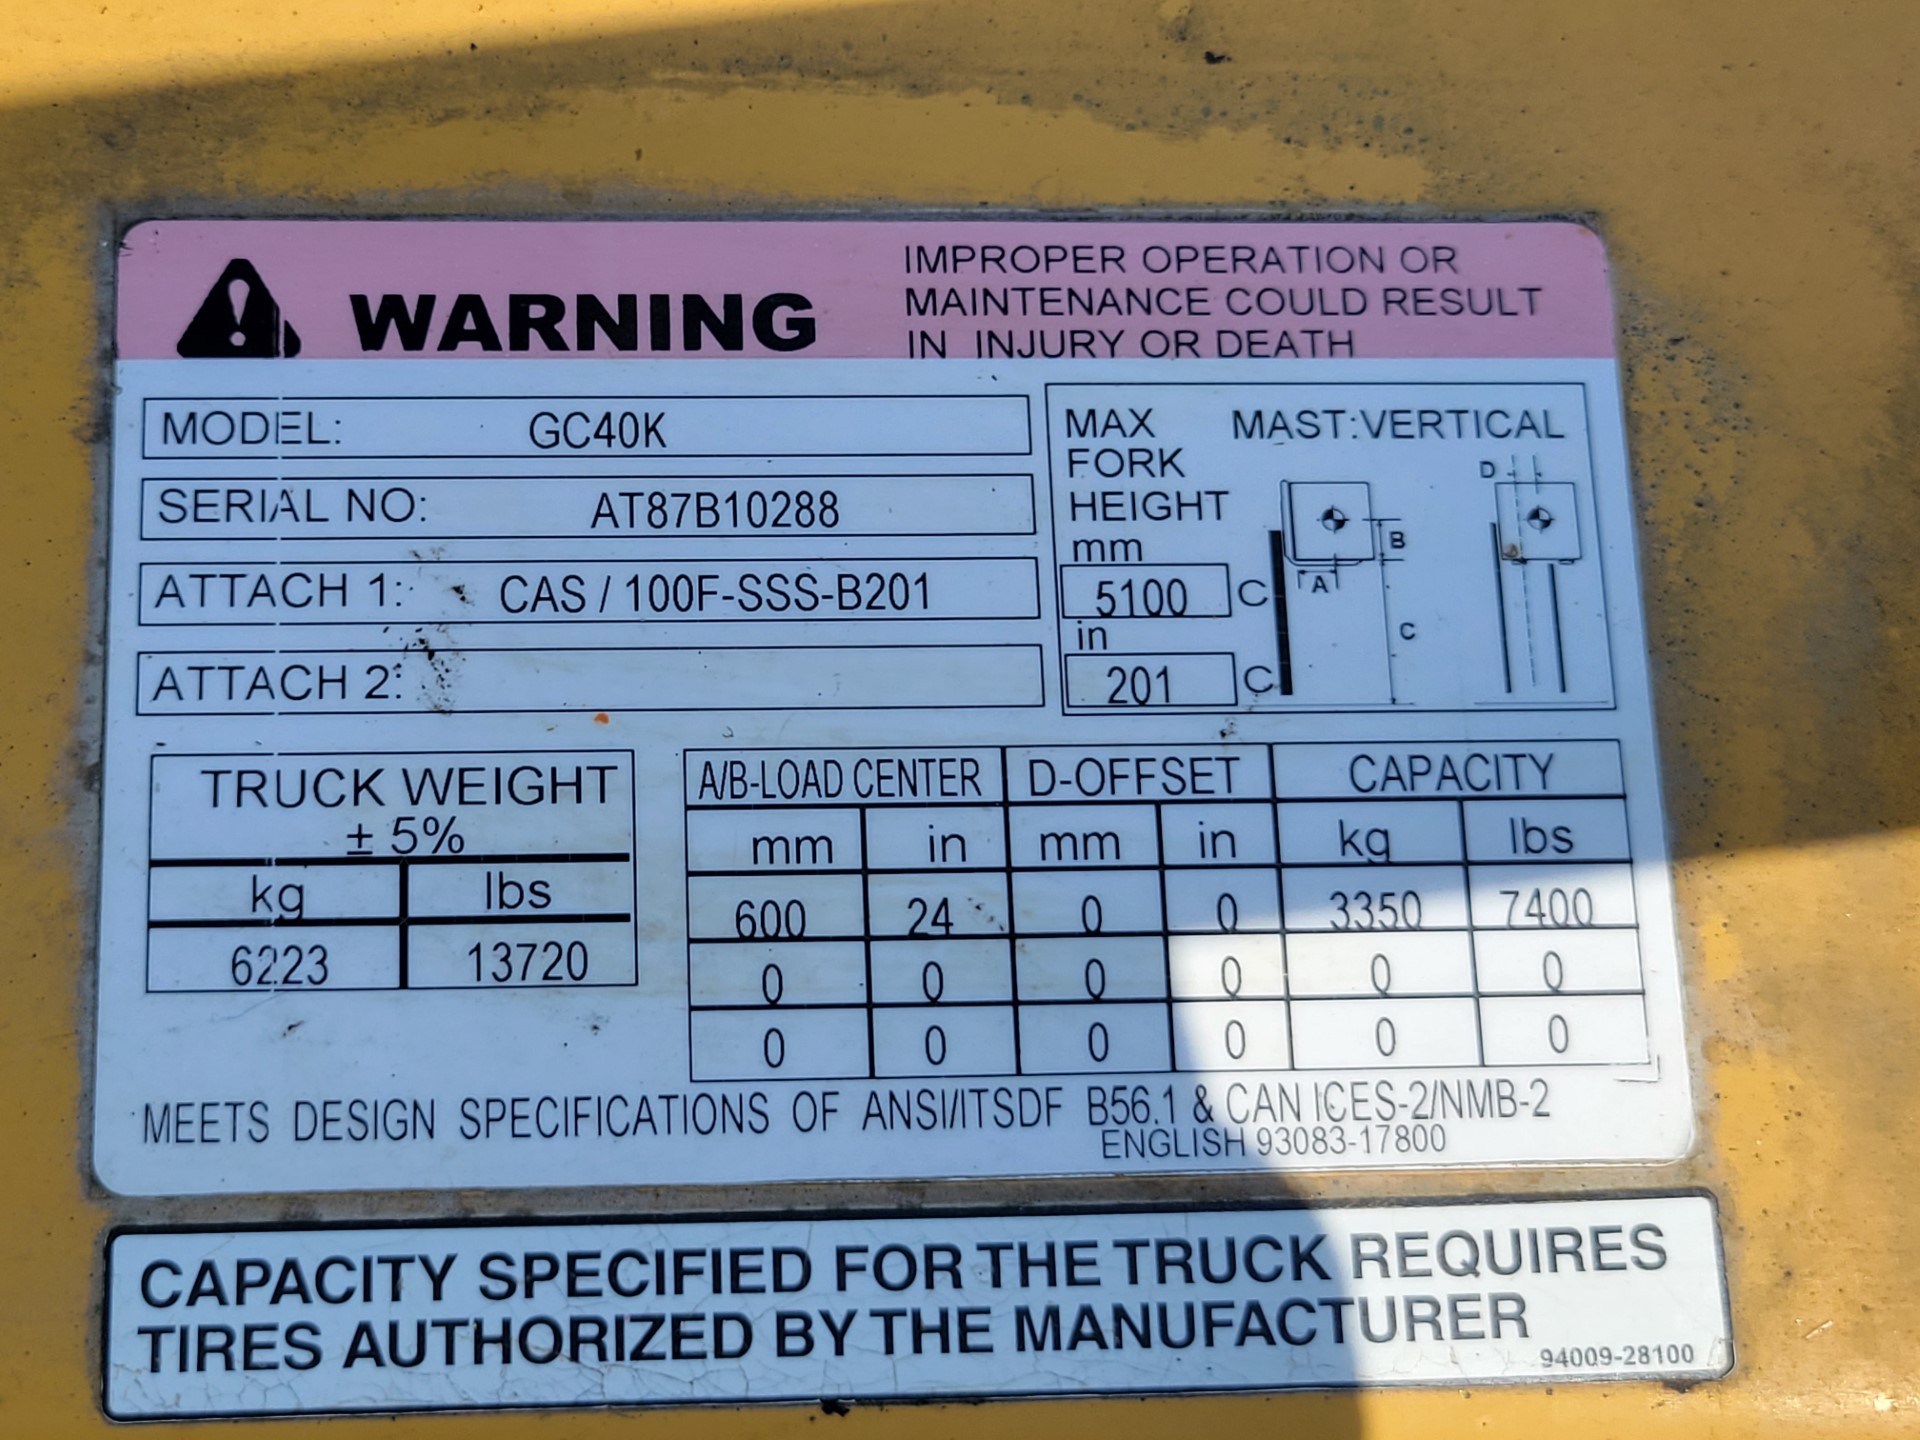 WARNING
IMPROPER OPERATION OR
MAINTENANCE COULD RESULT
IN INJURY OR DEATH
MODEL: GC40K
SERIAL NO: AT87B10288
ATTACH 1: CAS / 100F-SSS-B201
ATTACH 2:
MAX MAST:VERTICAL
FORK
HEIGHT
mm
5100 C
in
201 C
D
B
A
C
TRUCK WEIGHT
± 5%
kg lbs
6223 13720
A/B-LOAD CENTER D-OFFSET CAPACITY
mm in mm in kg lbs
600 24 0 0 3350 7400
0 0 0 0 0 0
0 0 0 0 0 0
MEETS DESIGN SPECIFICATIONS OF ANSI/ITSDF B56.1 & CAN ICES-2/NMB-2
ENGLISH 93083-17800
CAPACITY SPECIFIED FOR THE TRUCK REQUIRES
TIRES AUTHORIZED BY THE MANUFACTURER
94009-28100